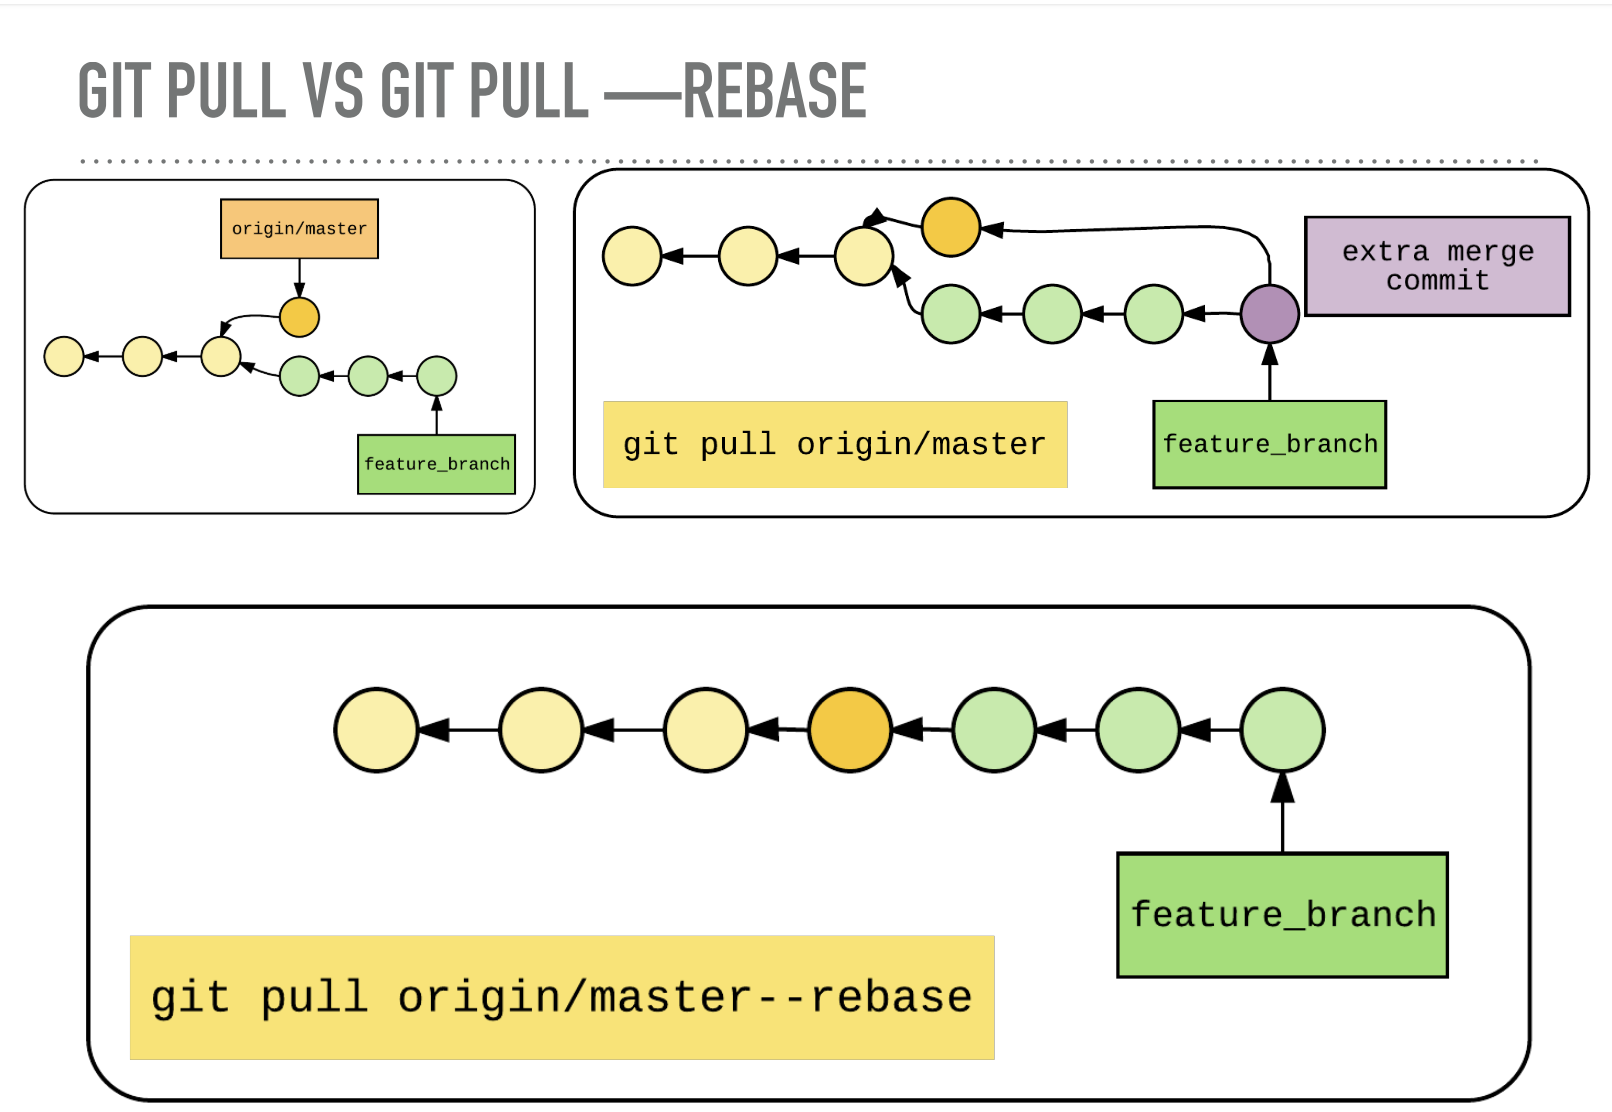 GIT PULL VS GIT PULL —REBASE
origin/master
feature_branch
extra merge
commit
git pull origin/master
feature_branch
feature_branch
git pull origin/master--rebase